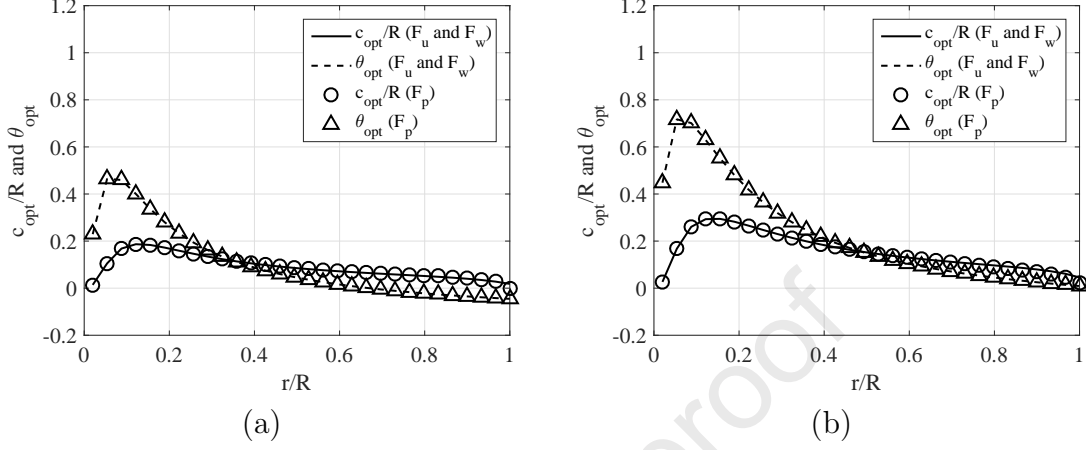 1.2
1
0.8
0.6
0.4
0.2
0
-0.2
c_opt/R and θ_opt
c_opt/R (F_u and F_w)
θ_opt (F_u and F_w)
c_opt/R (F_p)
θ_opt (F_p)
0 0.2 0.4 0.6 0.8 1
r/R
(a)
1.2
1
0.8
0.6
0.4
0.2
0
-0.2
c_opt/R and θ_opt
c_opt/R (F_u and F_w)
θ_opt (F_u and F_w)
c_opt/R (F_p)
θ_opt (F_p)
0 0.2 0.4 0.6 0.8 1
r/R
(b)
proof